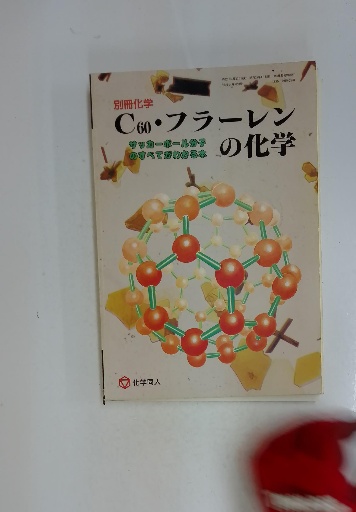 別冊化学
C60・フラーレン
の化学
サッカーボール分子
のすべてがわかる本
化学同人